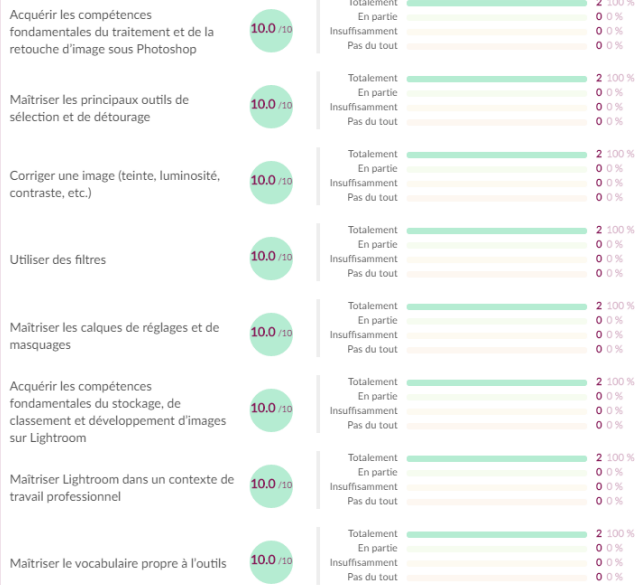 Acquérir les compétences
fondamentales du traitement et de la
retouche d'image sous Photoshop
10.0 /10
Totalement 2 100 %
En partie 0 0 %
Insuffisamment 0 0 %
Pas du tout 0 0 %
Maîtriser les principaux outils de
sélection et de détourage
10.0 /10
Totalement 2 100 %
En partie 0 0 %
Insuffisamment 0 0 %
Pas du tout 0 0 %
Corriger une image (teinte, luminosité,
contraste, etc.)
10.0 /10
Totalement 2 100 %
En partie 0 0 %
Insuffisamment 0 0 %
Pas du tout 0 0 %
Utiliser des filtres
10.0 /10
Totalement 2 100 %
En partie 0 0 %
Insuffisamment 0 0 %
Pas du tout 0 0 %
Maîtriser les calques de réglages et de
masquages
10.0 /10
Totalement 2 100 %
En partie 0 0 %
Insuffisamment 0 0 %
Pas du tout 0 0 %
Acquérir les compétences
fondamentales du stockage, de
classement et développement d'images
sur Lightroom
10.0 /10
Totalement 2 100 %
En partie 0 0 %
Insuffisamment 0 0 %
Pas du tout 0 0 %
Maîtriser Lightroom dans un contexte de
travail professionnel
10.0 /10
Totalement 2 100 %
En partie 0 0 %
Insuffisamment 0 0 %
Pas du tout 0 0 %
Maîtriser le vocabulaire propre à l'outils
10.0 /10
Totalement 2 100 %
En partie 0 0 %
Insuffisamment 0 0 %
Pas du tout 0 0 %